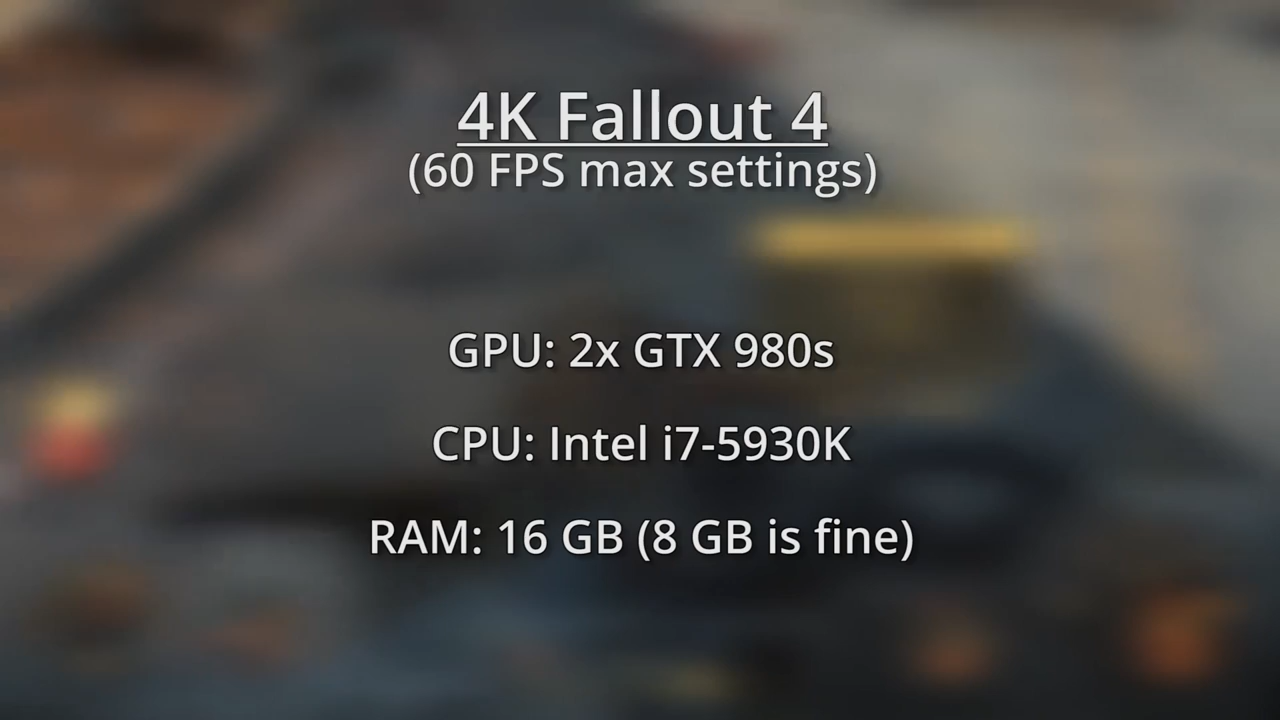 4K Fallout 4
(60 FPS max settings)
GPU: 2x GTX 980s
CPU: Intel i7-5930K
RAM: 16 GB (8 GB is fine)